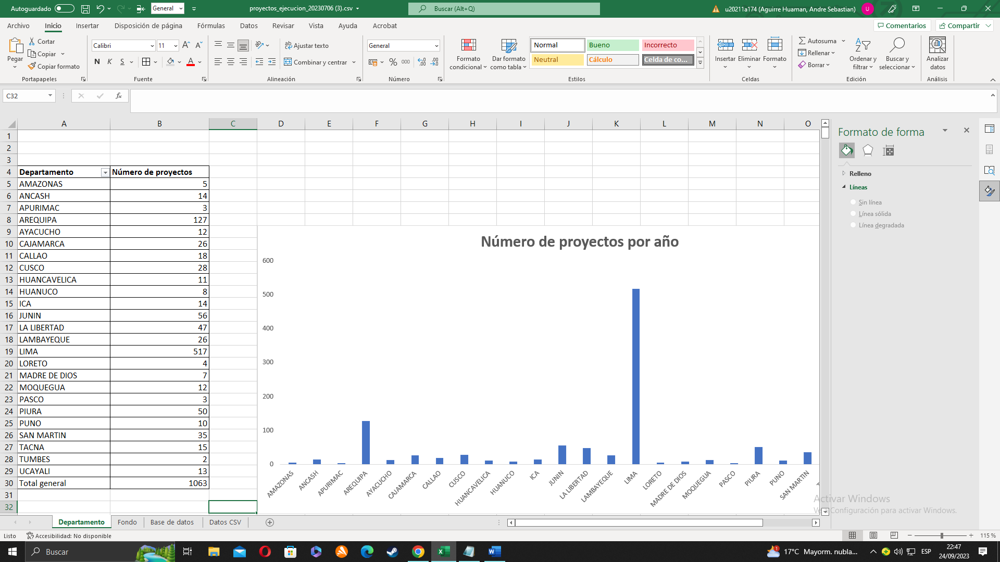 Autoguardado
General
proyectos_ejecucion_20230706 (3).csv
Buscar (Alt+Q)
u20211a174 (Aguirre Huaman, Andre Sebastian)
U
Archivo Inicio Insertar Disposición de página Fórmulas Datos Revisar Vista Ayuda Acrobat
Comentarios Compartir
Pegar
Cortar
Copiar
Copiar formato
Portapapeles
Calibri 11
N K S
Fuente
Ajustar texto
Combinar y centrar
Alineación
General
% 000
Número
Formato condicional
Dar formato como tabla
Normal Bueno Incorrecto
Neutral Cálculo Celda de co...
Estilos
Insertar Eliminar Formato
Celdas
Autosuma
Rellenar
Borrar
Ordenar y filtrar
Buscar y seleccionar
Edición
Analizar datos
Análisis
C32
fx
A B C D E F G H I J K L M N O
1
2
3
4 Departamento Número de proyectos
5 AMAZONAS 5
6 ANCASH 14
7 APURIMAC 3
8 AREQUIPA 127
9 AYACUCHO 12
10 CAJAMARCA 26
11 CALLAO 18
12 CUSCO 28
13 HUANCAVELICA 11
14 HUANUCO 8
15 ICA 14
16 JUNIN 56
17 LA LIBERTAD 47
18 LAMBAYEQUE 26
19 LIMA 517
20 LORETO 4
21 MADRE DE DIOS 7
22 MOQUEGUA 12
23 PASCO 3
24 PIURA 50
25 PUNO 10
26 SAN MARTIN 35
27 TACNA 15
28 TUMBES 2
29 UCAYALI 13
30 Total general 1063
31
32
Número de proyectos por año
600
500
400
300
200
100
0
AMAZONAS
ANCASH
APURIMAC
AREQUIPA
AYACUCHO
CAJAMARCA
CALLAO
CUSCO
HUANCAVELICA
HUANUCO
ICA
JUNIN
LA LIBERTAD
LAMBAYEQUE
LIMA
LORETO
MADRE DE DIOS
MOQUEGUA
PASCO
PIURA
PUNO
SAN MARTIN
Formato de forma
Relleno
Líneas
Sin línea
Línea sólida
Línea degradada
Activar Windows
Ve a Configuración para activar Windows.
Departamento Fondo Base de datos Datos CSV
Listo Accesibilidad: No disponible
115 %
Buscar
17°C Mayorm. nubla...
ESP
22:47
24/09/2023